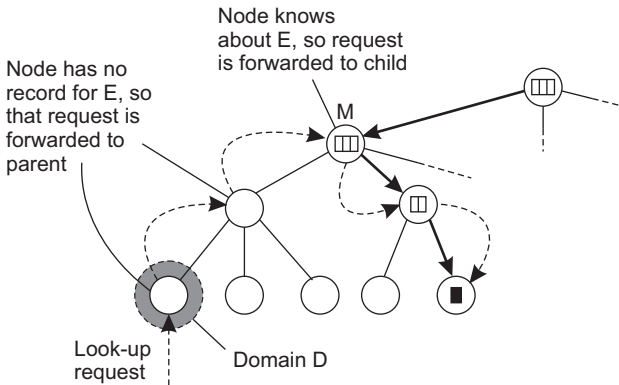 Node knows
about E, so request
is forwarded to child
Node has no
record for E, so
that request is
forwarded to
parent
M
Look-up
request
Domain D